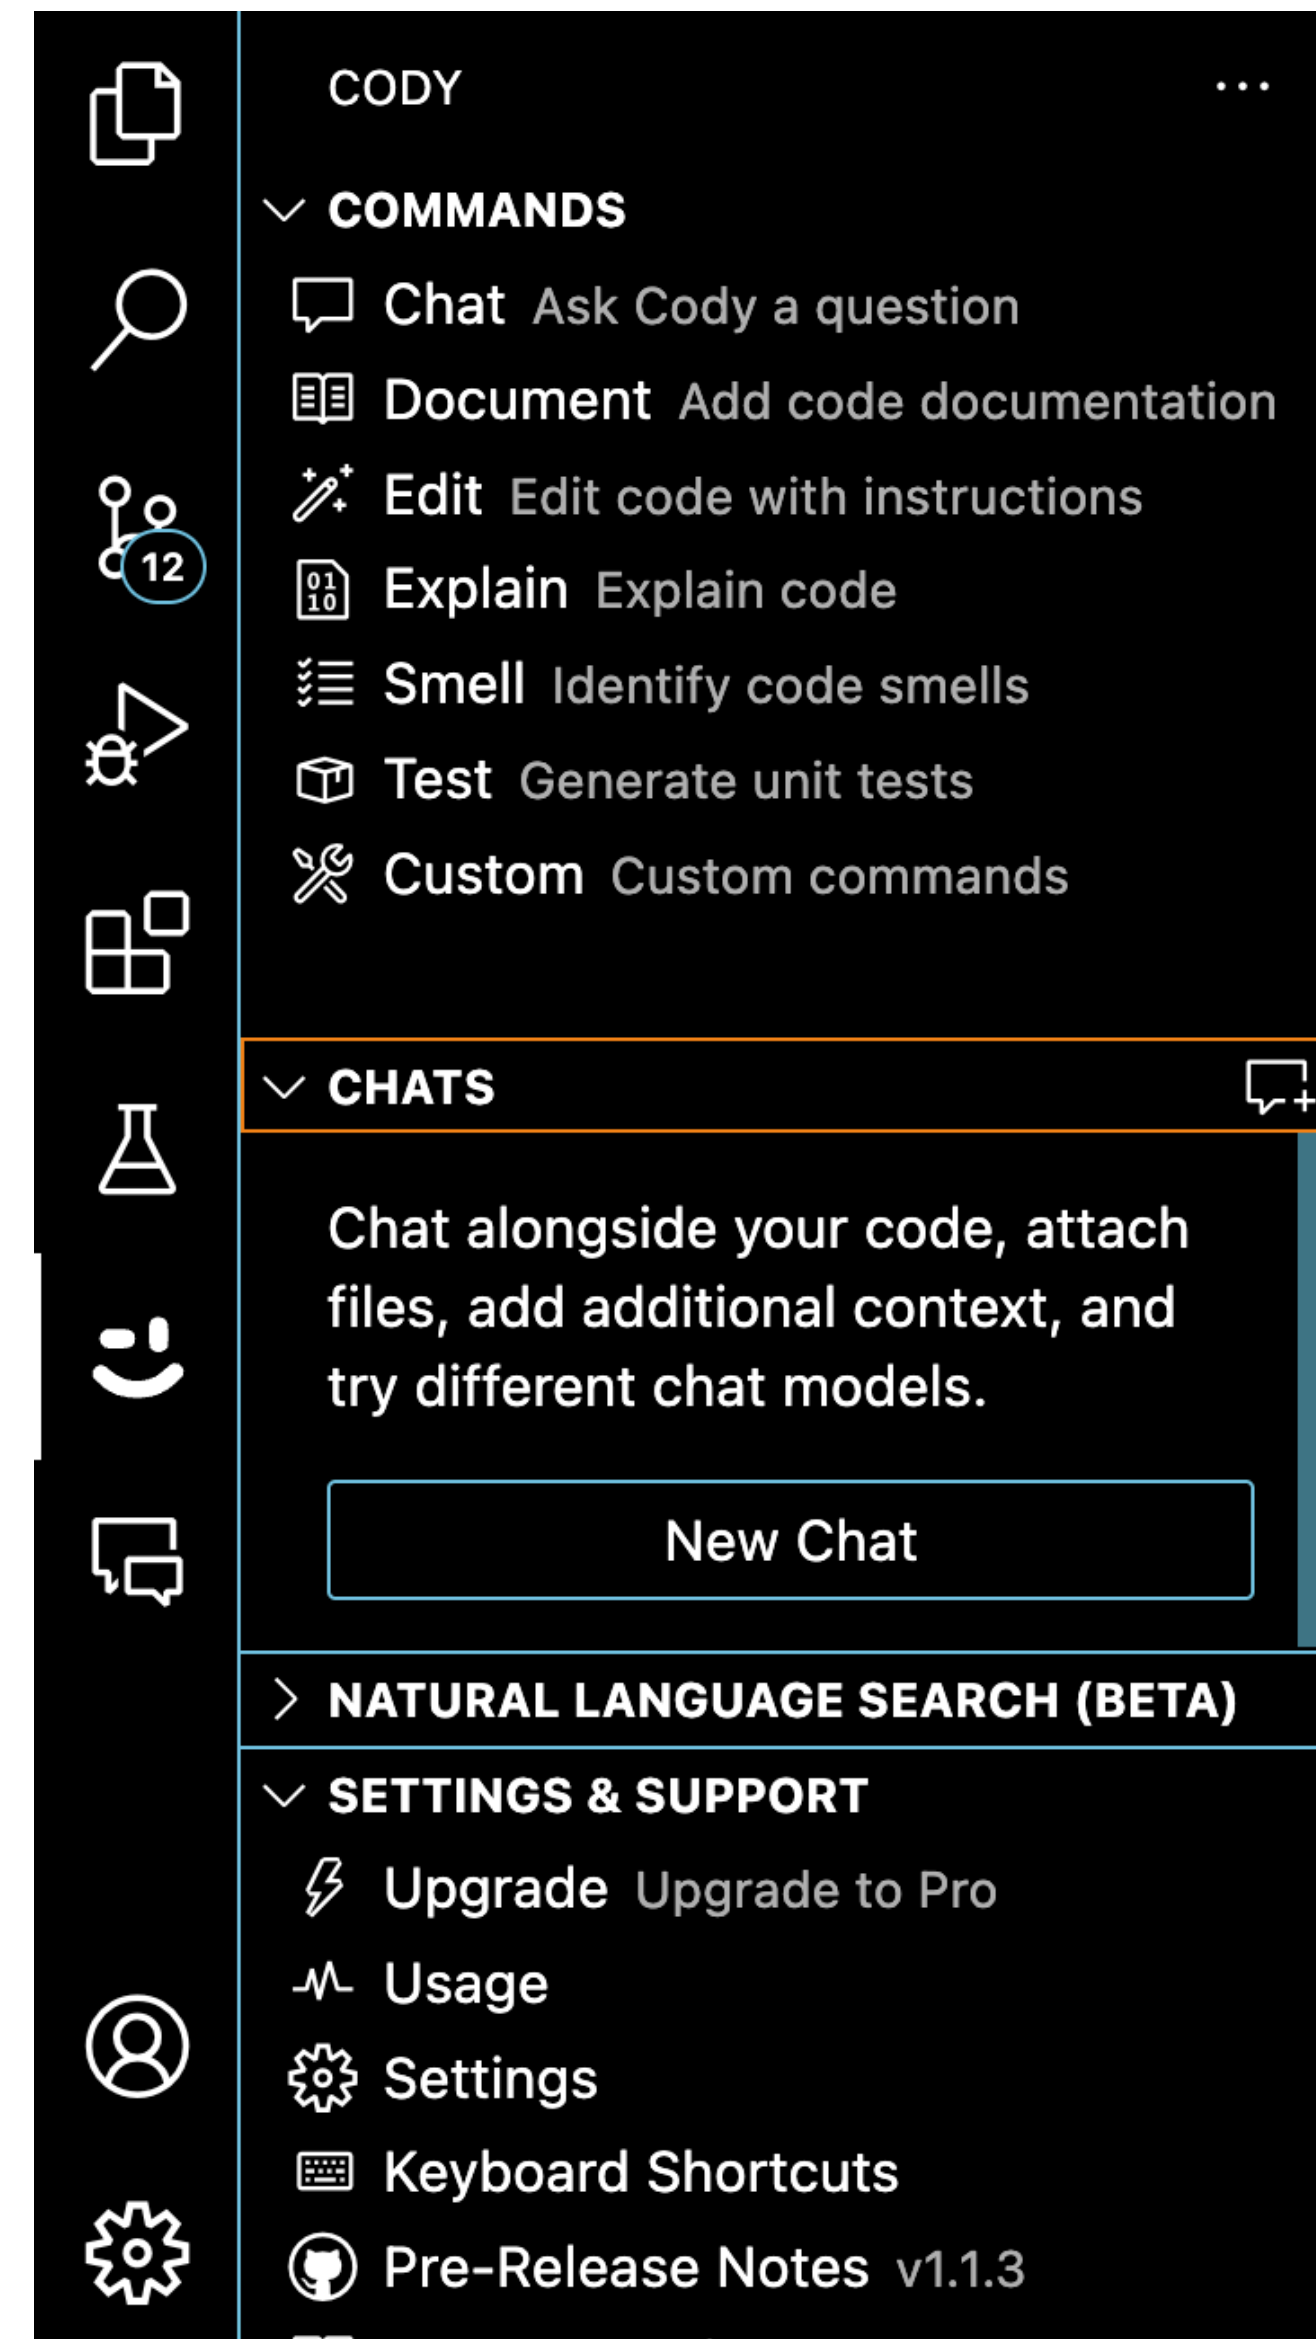 CODY
COMMANDS
Chat Ask Cody a question
Document Add code documentation
Edit Edit code with instructions
12
Explain Explain code
Smell Identify code smells
Test Generate unit tests
Custom Custom commands
CHATS
Chat alongside your code, attach
files, add additional context, and
try different chat models.
New Chat
NATURAL LANGUAGE SEARCH (BETA)
SETTINGS & SUPPORT
Upgrade Upgrade to Pro
Usage
Settings
Keyboard Shortcuts
Pre-Release Notes v1.1.3